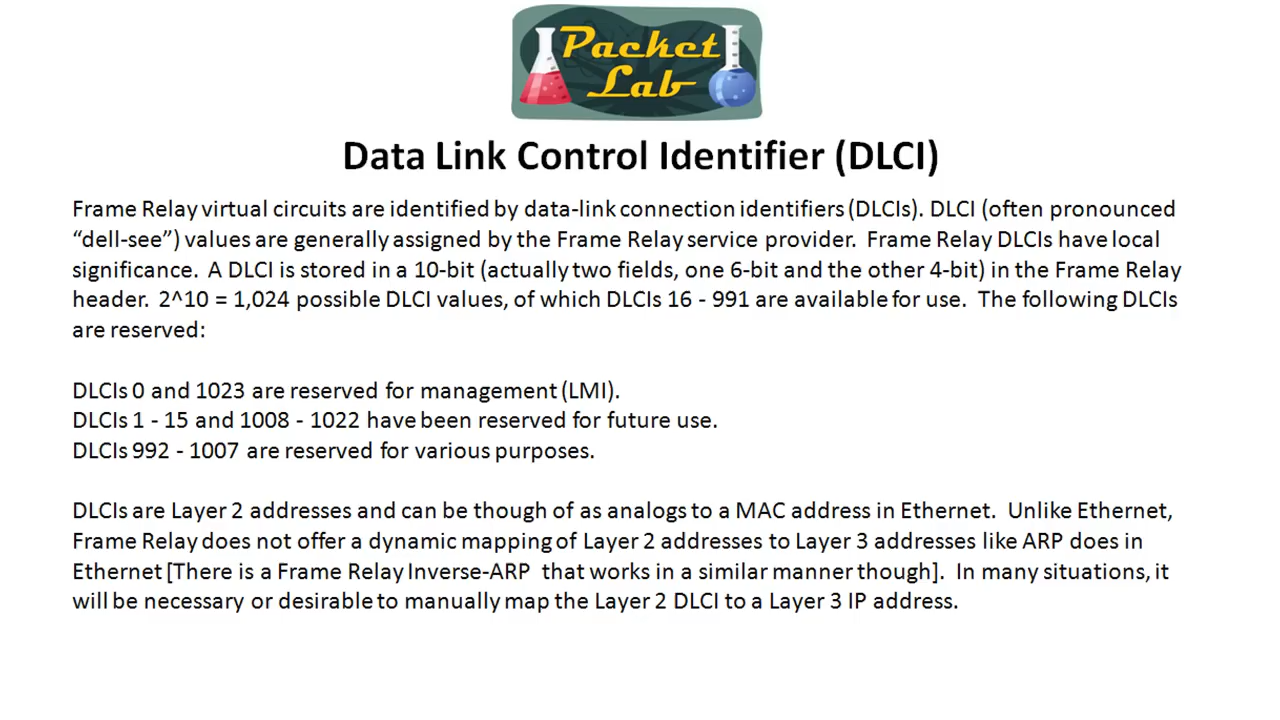 Packet
Lab
Data Link Control Identifier (DLCI)
Frame Relay virtual circuits are identified by data-link connection identifiers (DLCIs). DLCI (often pronounced
“dell-see”) values are generally assigned by the Frame Relay service provider. Frame Relay DLCIs have local
significance. A DLCI is stored in a 10-bit (actually two fields, one 6-bit and the other 4-bit) in the Frame Relay
header. 2^10 = 1,024 possible DLCI values, of which DLCIs 16 - 991 are available for use. The following DLCIs
are reserved:
DLCIs 0 and 1023 are reserved for management (LMI).
DLCIs 1 - 15 and 1008 - 1022 have been reserved for future use.
DLCIs 992 - 1007 are reserved for various purposes.
DLCIs are Layer 2 addresses and can be though of as analogs to a MAC address in Ethernet. Unlike Ethernet,
Frame Relay does not offer a dynamic mapping of Layer 2 addresses to Layer 3 addresses like ARP does in
Ethernet [There is a Frame Relay Inverse-ARP that works in a similar manner though]. In many situations, it
will be necessary or desirable to manually map the Layer 2 DLCI to a Layer 3 IP address.